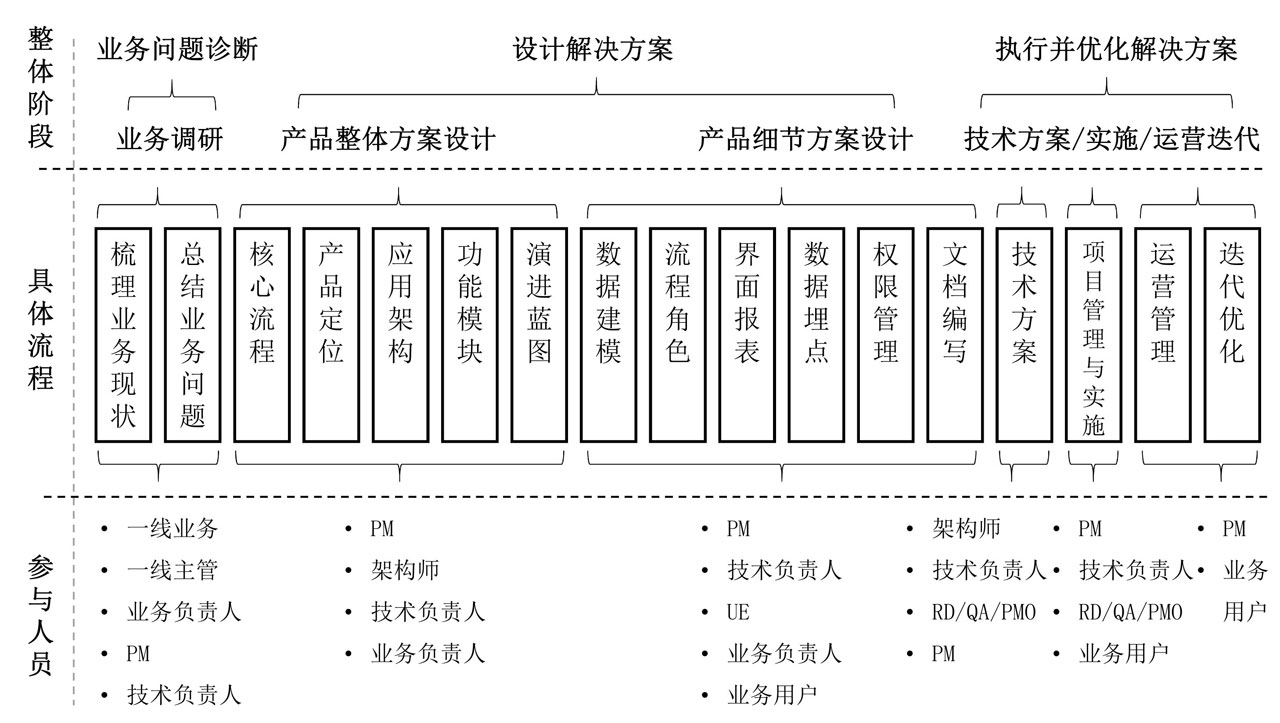 整体阶段
业务问题诊断
设计解决方案
执行并优化解决方案
业务调研
产品整体方案设计
产品细节方案设计
技术方案/实施/运营迭代
具体流程
梳理业务现状
总结业务问题
核心流程
产品定位
应用架构
功能模块
演进蓝图
数据建模
流程角色
界面报表
数据埋点
权限管理
文档编写
技术方案
项目管理与实施
运营管理
迭代优化
参与人员
• 一线业务
• 一线主管
• 业务负责人
• PM
• 技术负责人
• PM
• 架构师
• 技术负责人
• 业务负责人
• PM
• 技术负责人
• UE
• 业务负责人
• 业务用户
• 架构师
• 技术负责人
• RD/QA/PMO
• PM
• PM
• 技术负责人
• RD/QA/PMO
• 业务用户
• PM
• 业务
用户